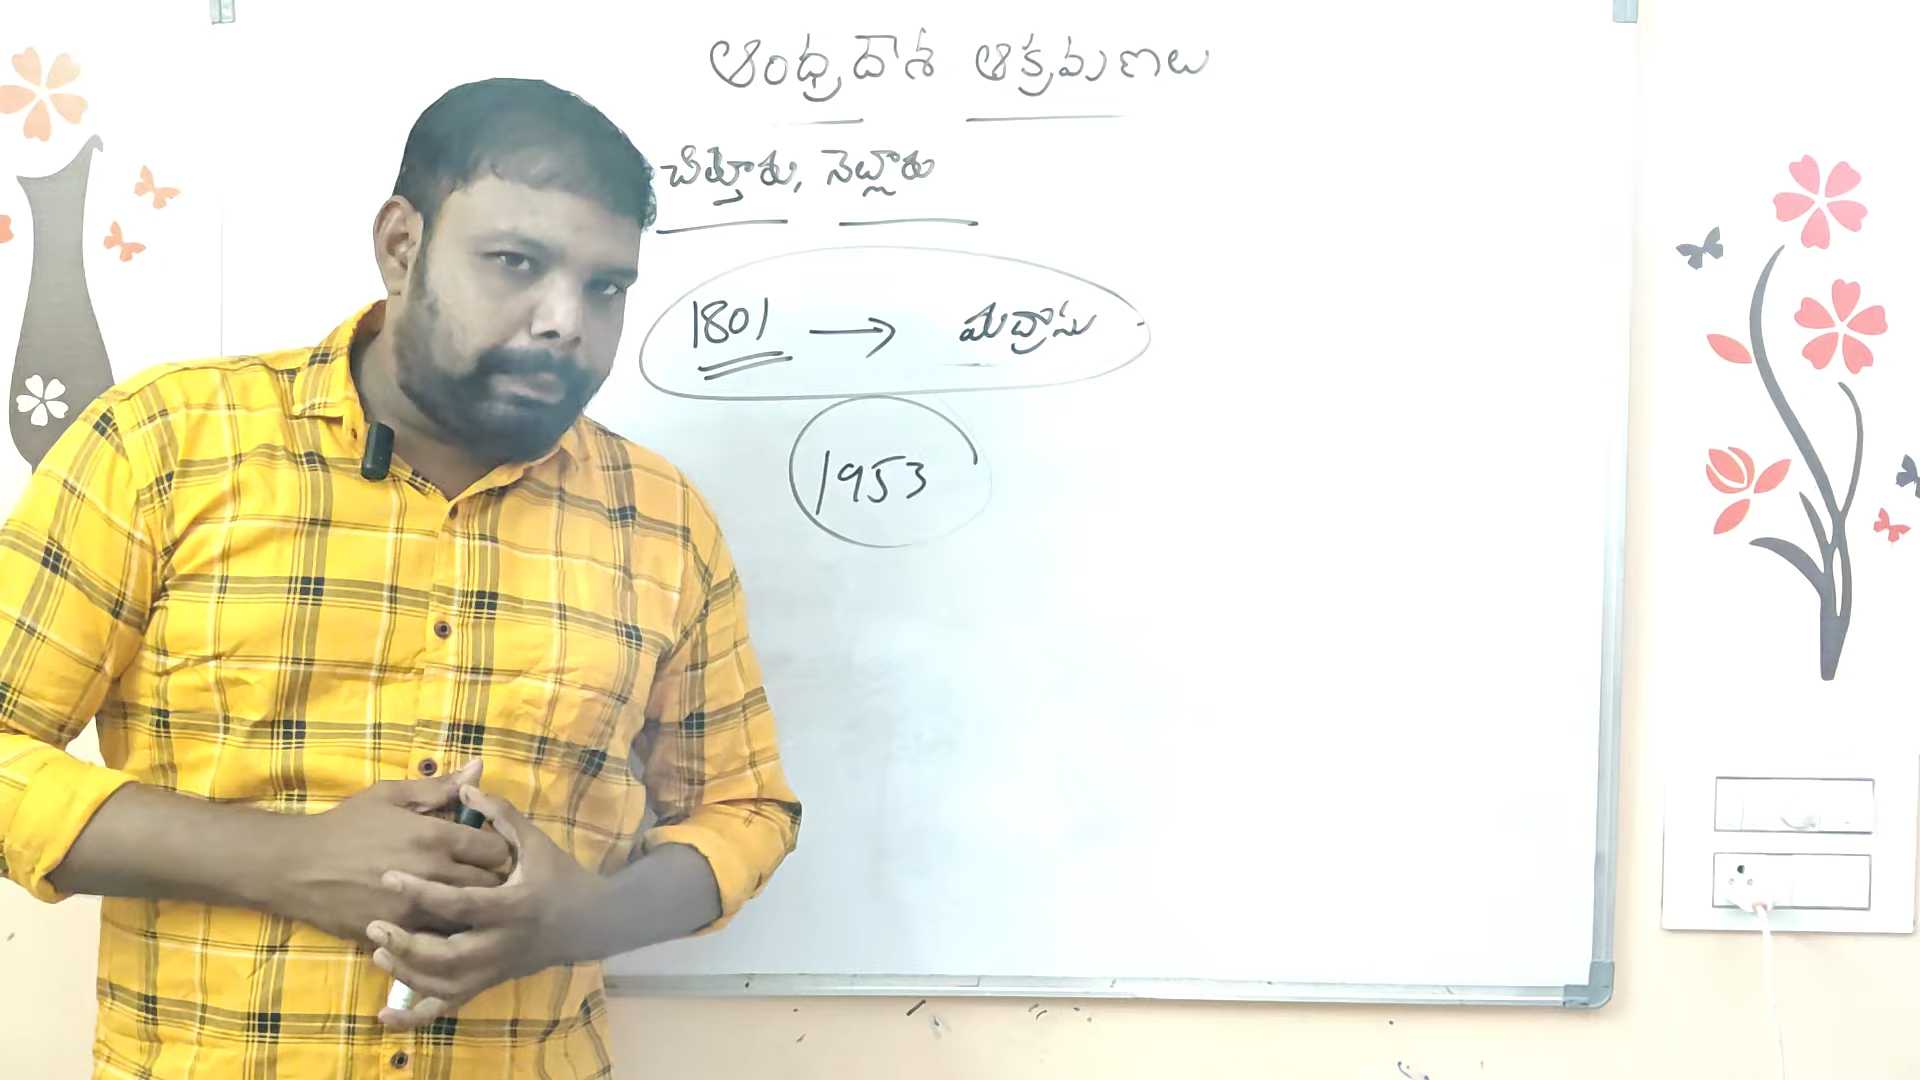 ఆంధ్రదేశ ఆక్రమణలు
చిత్తూరు, నెల్లూరు
1801 → మద్రాసు
1953